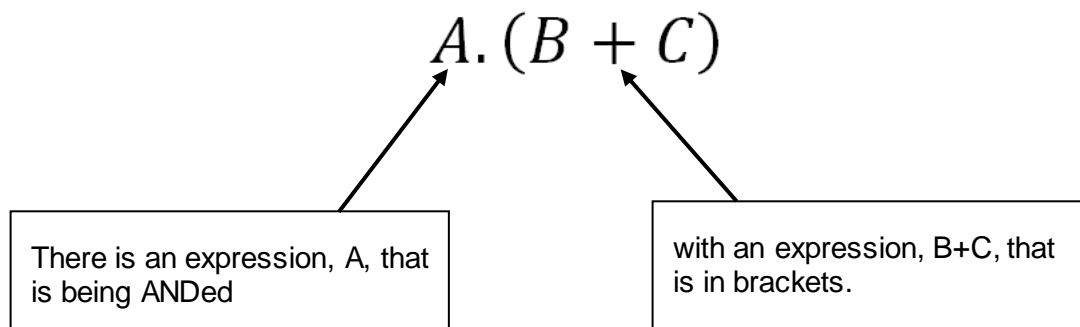 A. (B + C)
There is an expression, A, that
is being ANDed
with an expression, B+C, that
is in brackets.